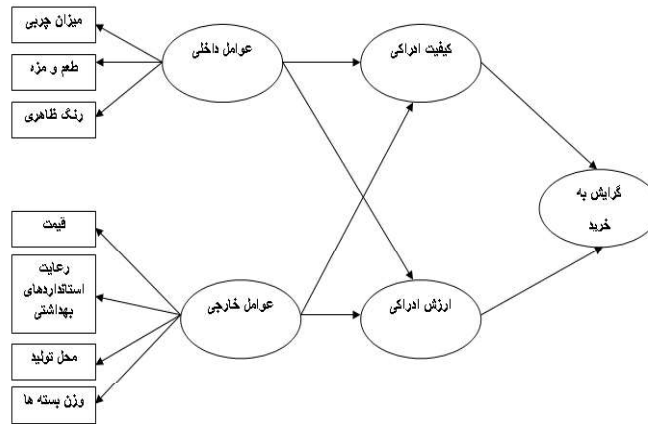 میزان چربی
طعم و مزه
رنگ ظاهری
عوامل داخلی
کیفیت ادراکی
گرایش به
خرید
قیمت
رعایت
استانداردهای
بهداشتی
محل تولید
وزن بسته ها
عوامل خارجی
ارزش ادراکی